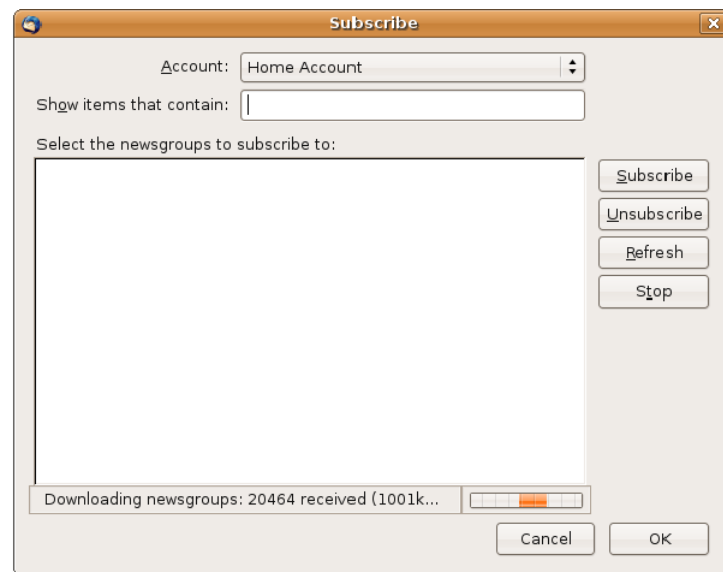 Subscribe
Account: Home Account
Show items that contain:
Select the newsgroups to subscribe to:
Subscribe
Unsubscribe
Refresh
Stop
Downloading newsgroups: 20464 received (1001k...
Cancel OK